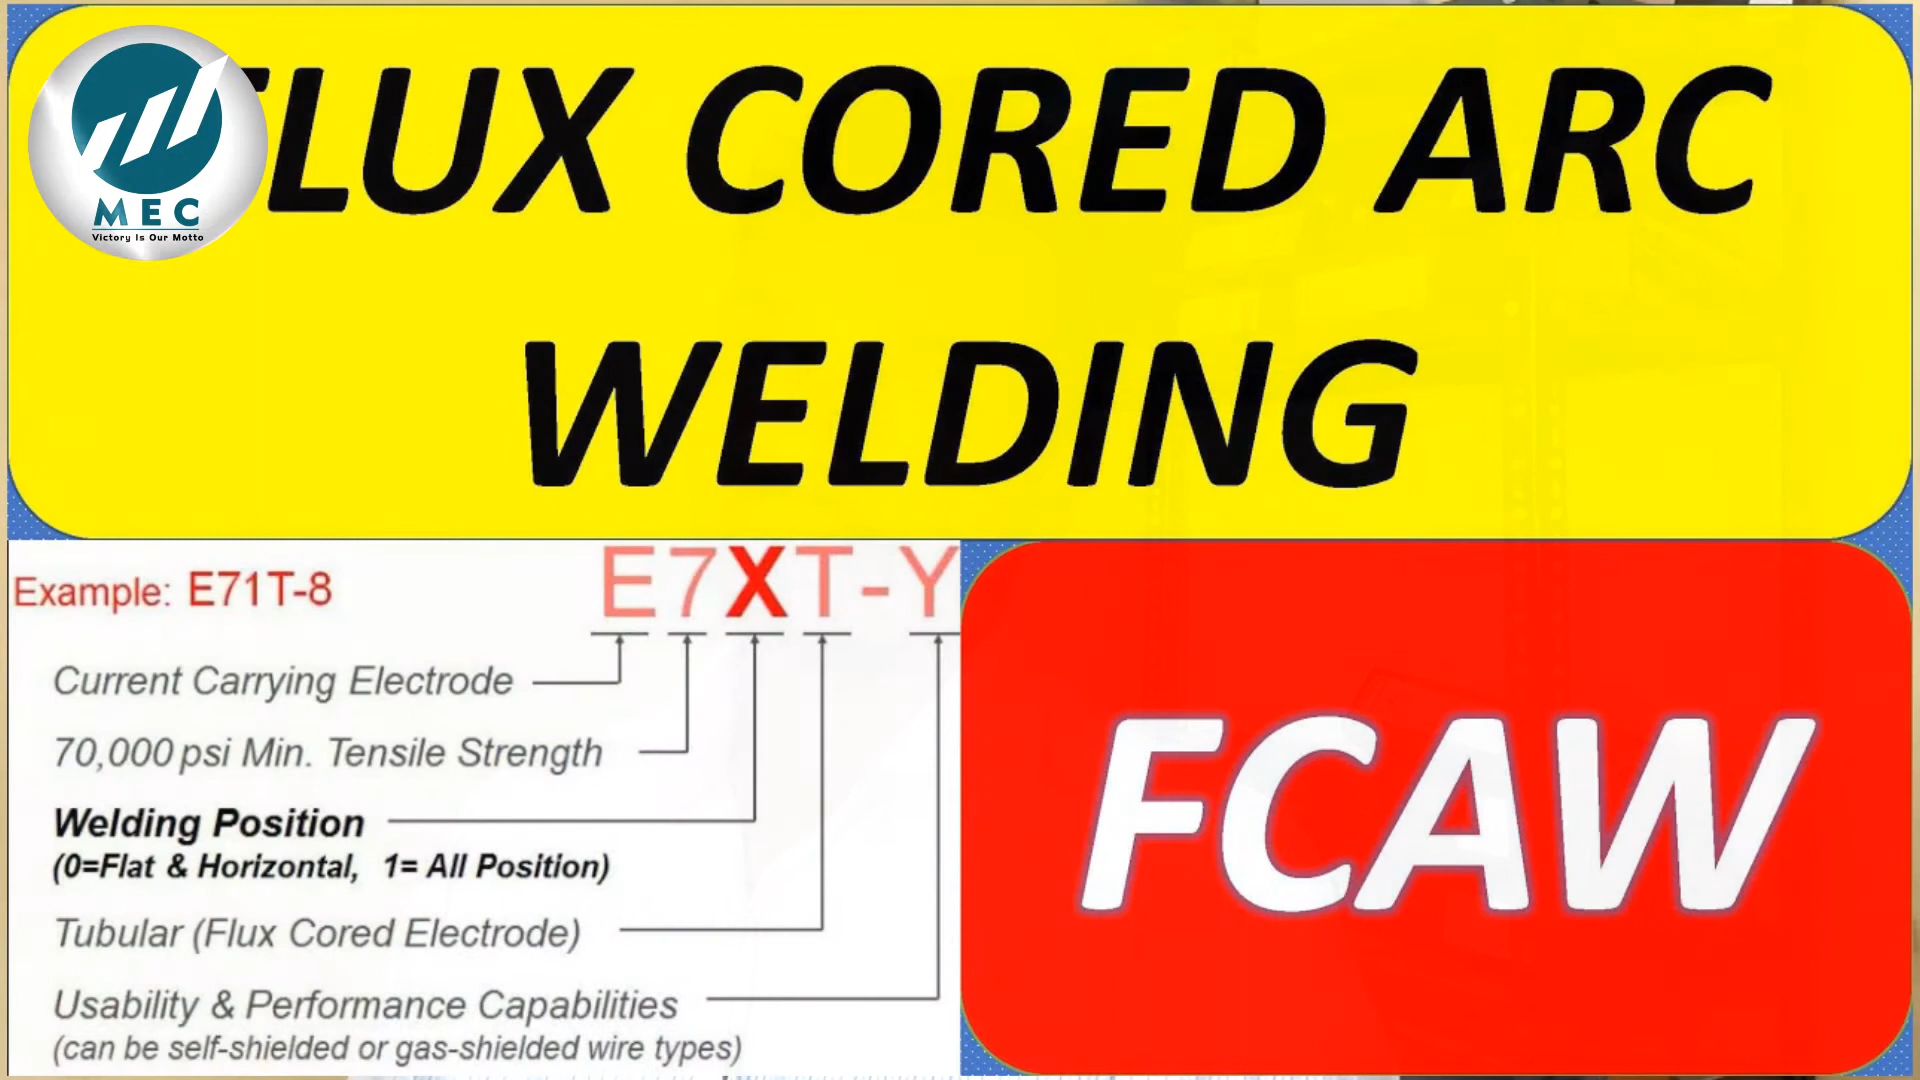 FLUX CORED ARC
WELDING
MEC
Victory Is Our Motto
Example: E71T-8
E7XT-Y
Current Carrying Electrode
70,000 psi Min. Tensile Strength
Welding Position
(0=Flat & Horizontal, 1= All Position)
Tubular (Flux Cored Electrode)
Usability & Performance Capabilities
(can be self-shielded or gas-shielded wire types)
FCAW